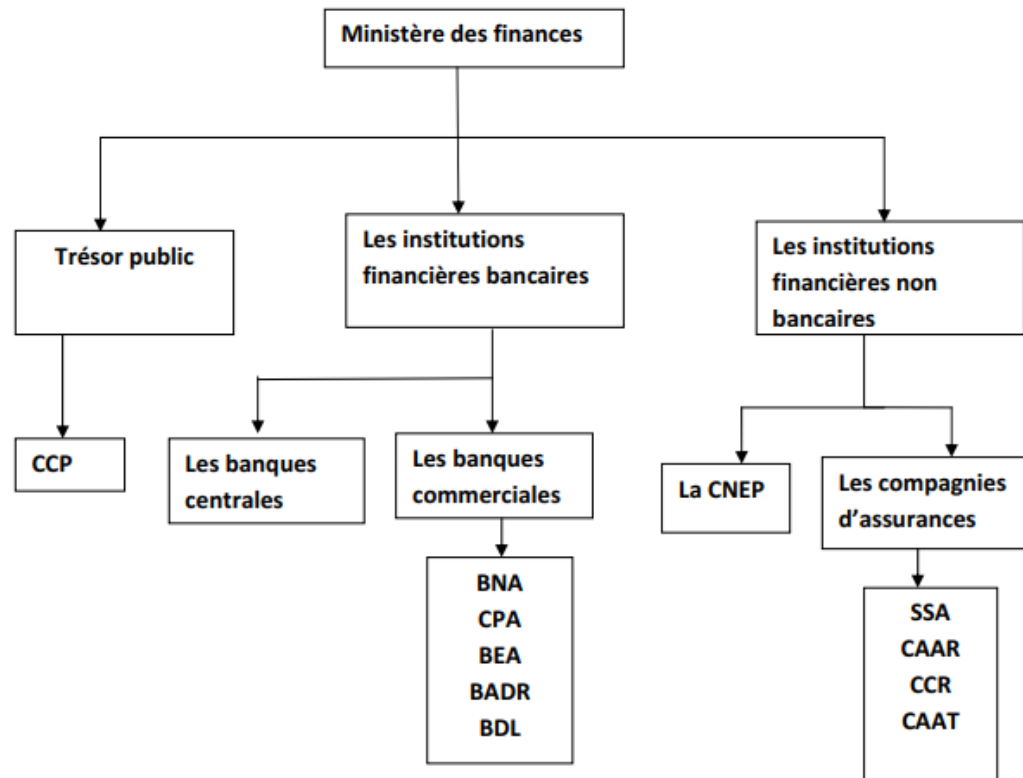 Ministère des finances
Trésor public
Les institutions
financières bancaires
Les institutions
financières non
bancaires
CCP
Les banques
centrales
Les banques
commerciales
La CNEP
Les compagnies
d’assurances
BNA
CPA
BEA
BADR
BDL
SSA
CAAR
CCR
CAAT